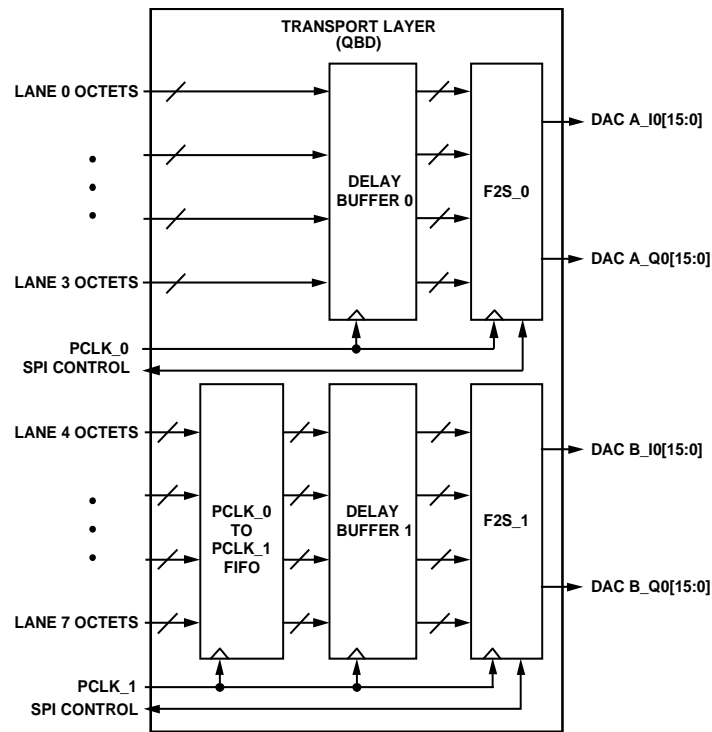 TRANSPORT LAYER
(QBD)
LANE 0 OCTETS
LANE 3 OCTETS
DELAY
BUFFER 0
F2S_0
DAC A_I0[15:0]
DAC A_Q0[15:0]
PCLK_0
SPI CONTROL
LANE 4 OCTETS
LANE 7 OCTETS
PCLK_0
TO
PCLK_1
FIFO
DELAY
BUFFER 1
F2S_1
DAC B_I0[15:0]
DAC B_Q0[15:0]
PCLK_1
SPI CONTROL